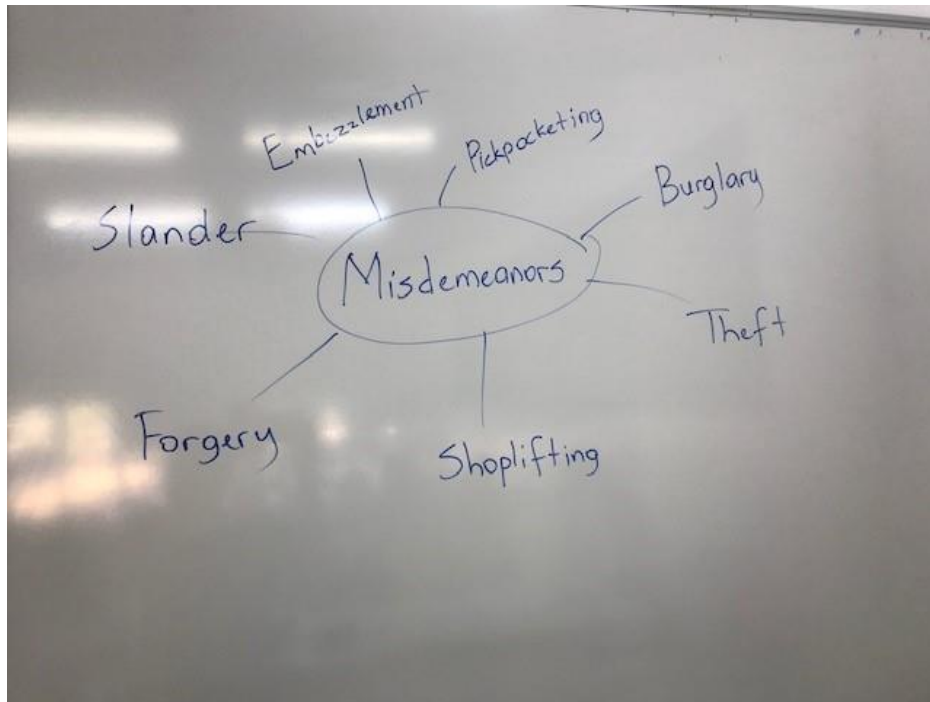 Embezzlement
Pickpocketing
Burglary
Slander
Misdemeanors
Theft
Forgery
Shoplifting